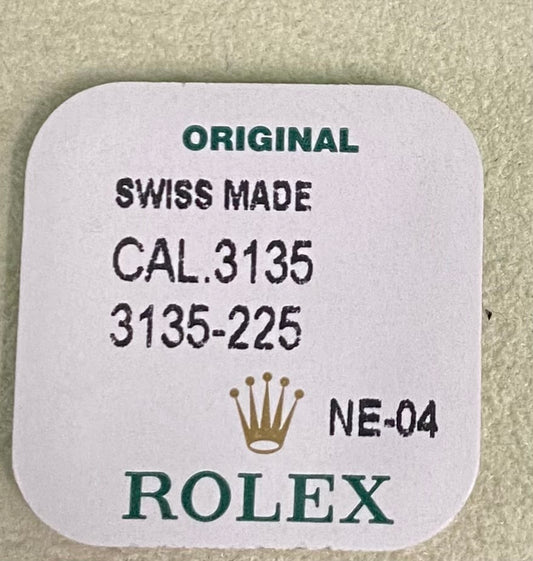 ORIGINAL
SWISS MADE
CAL.3135
3135-225
NE-04
ROLEX